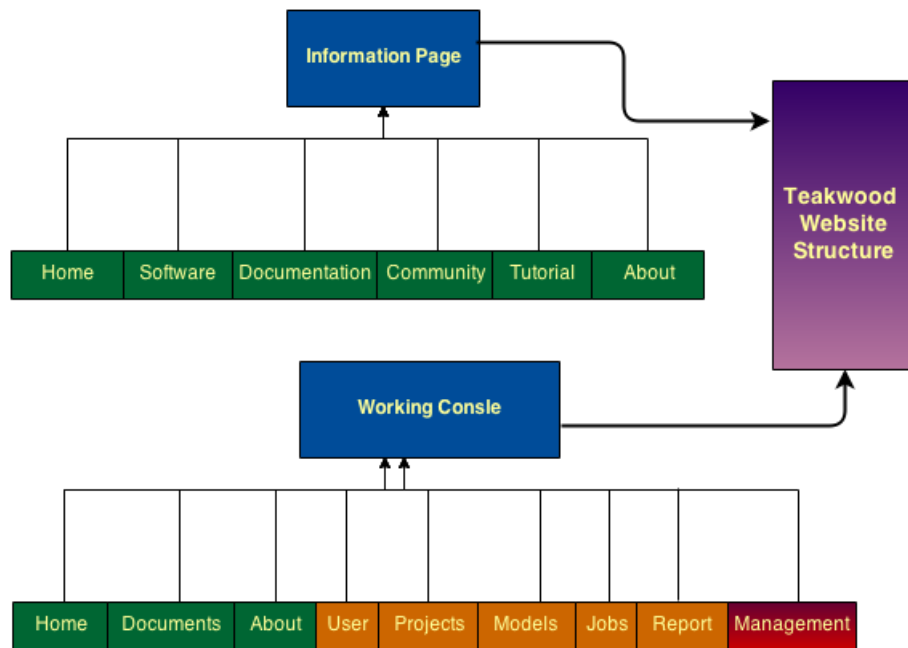 Information Page
Teakwood
Website
Structure
Home Software Documentation Community Tutorial About
Working Consle
Home Documents About User Projects Models Jobs Report Management